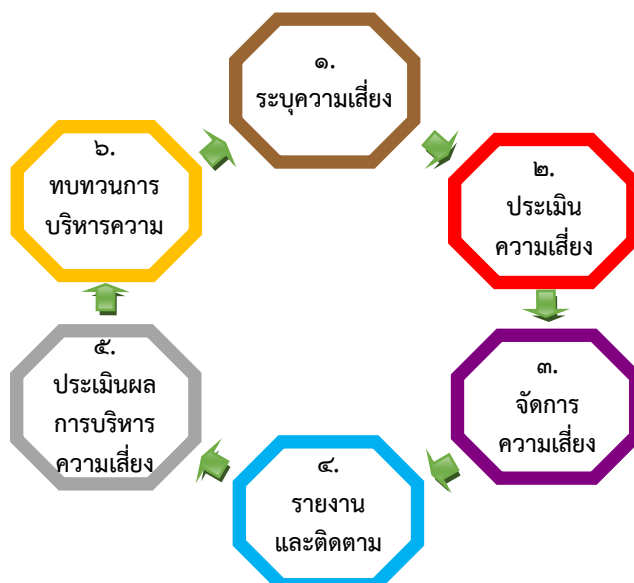 ๑.
ระบุความเสี่ยง
๒.
ประเมิน
ความเสี่ยง
๓.
จัดการ
ความเสี่ยง
๔.
รายงาน
และติดตาม
๕.
ประเมินผล
การบริหาร
ความเสี่ยง
๖.
ทบทวนการ
บริหารความ